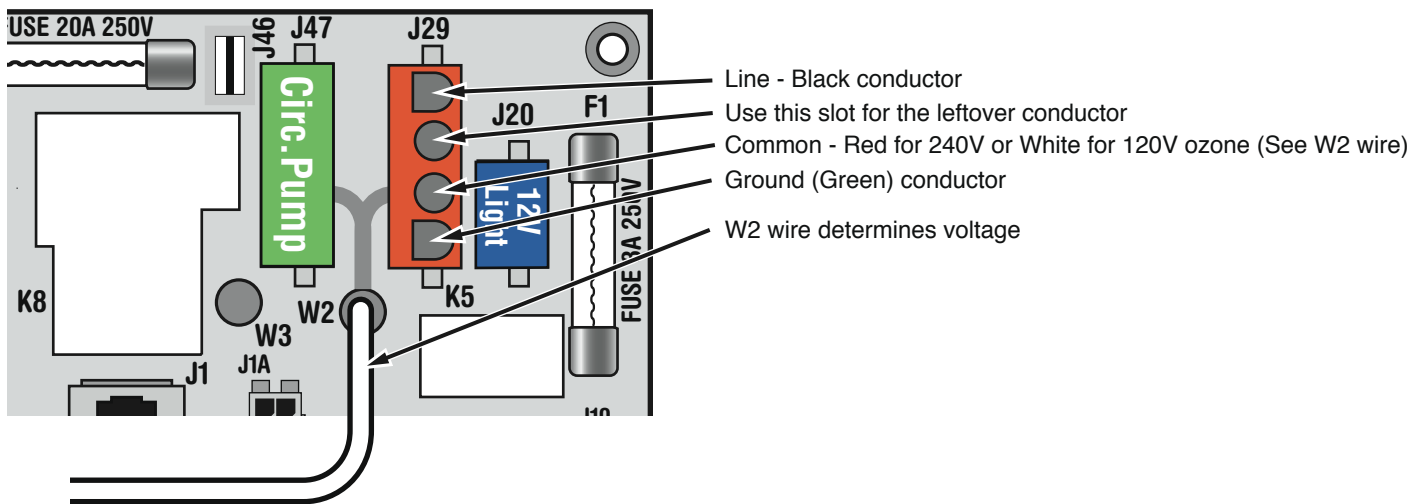 FUSE 20A 250V
J46
J47
J29
Circ. Pump
J20
12V
Light
F1
FUSE 3A 250V
K8
W3
W2
K5
J1
J1A
Line - Black conductor
Use this slot for the leftover conductor
Common - Red for 240V or White for 120V ozone (See W2 wire)
Ground (Green) conductor
W2 wire determines voltage